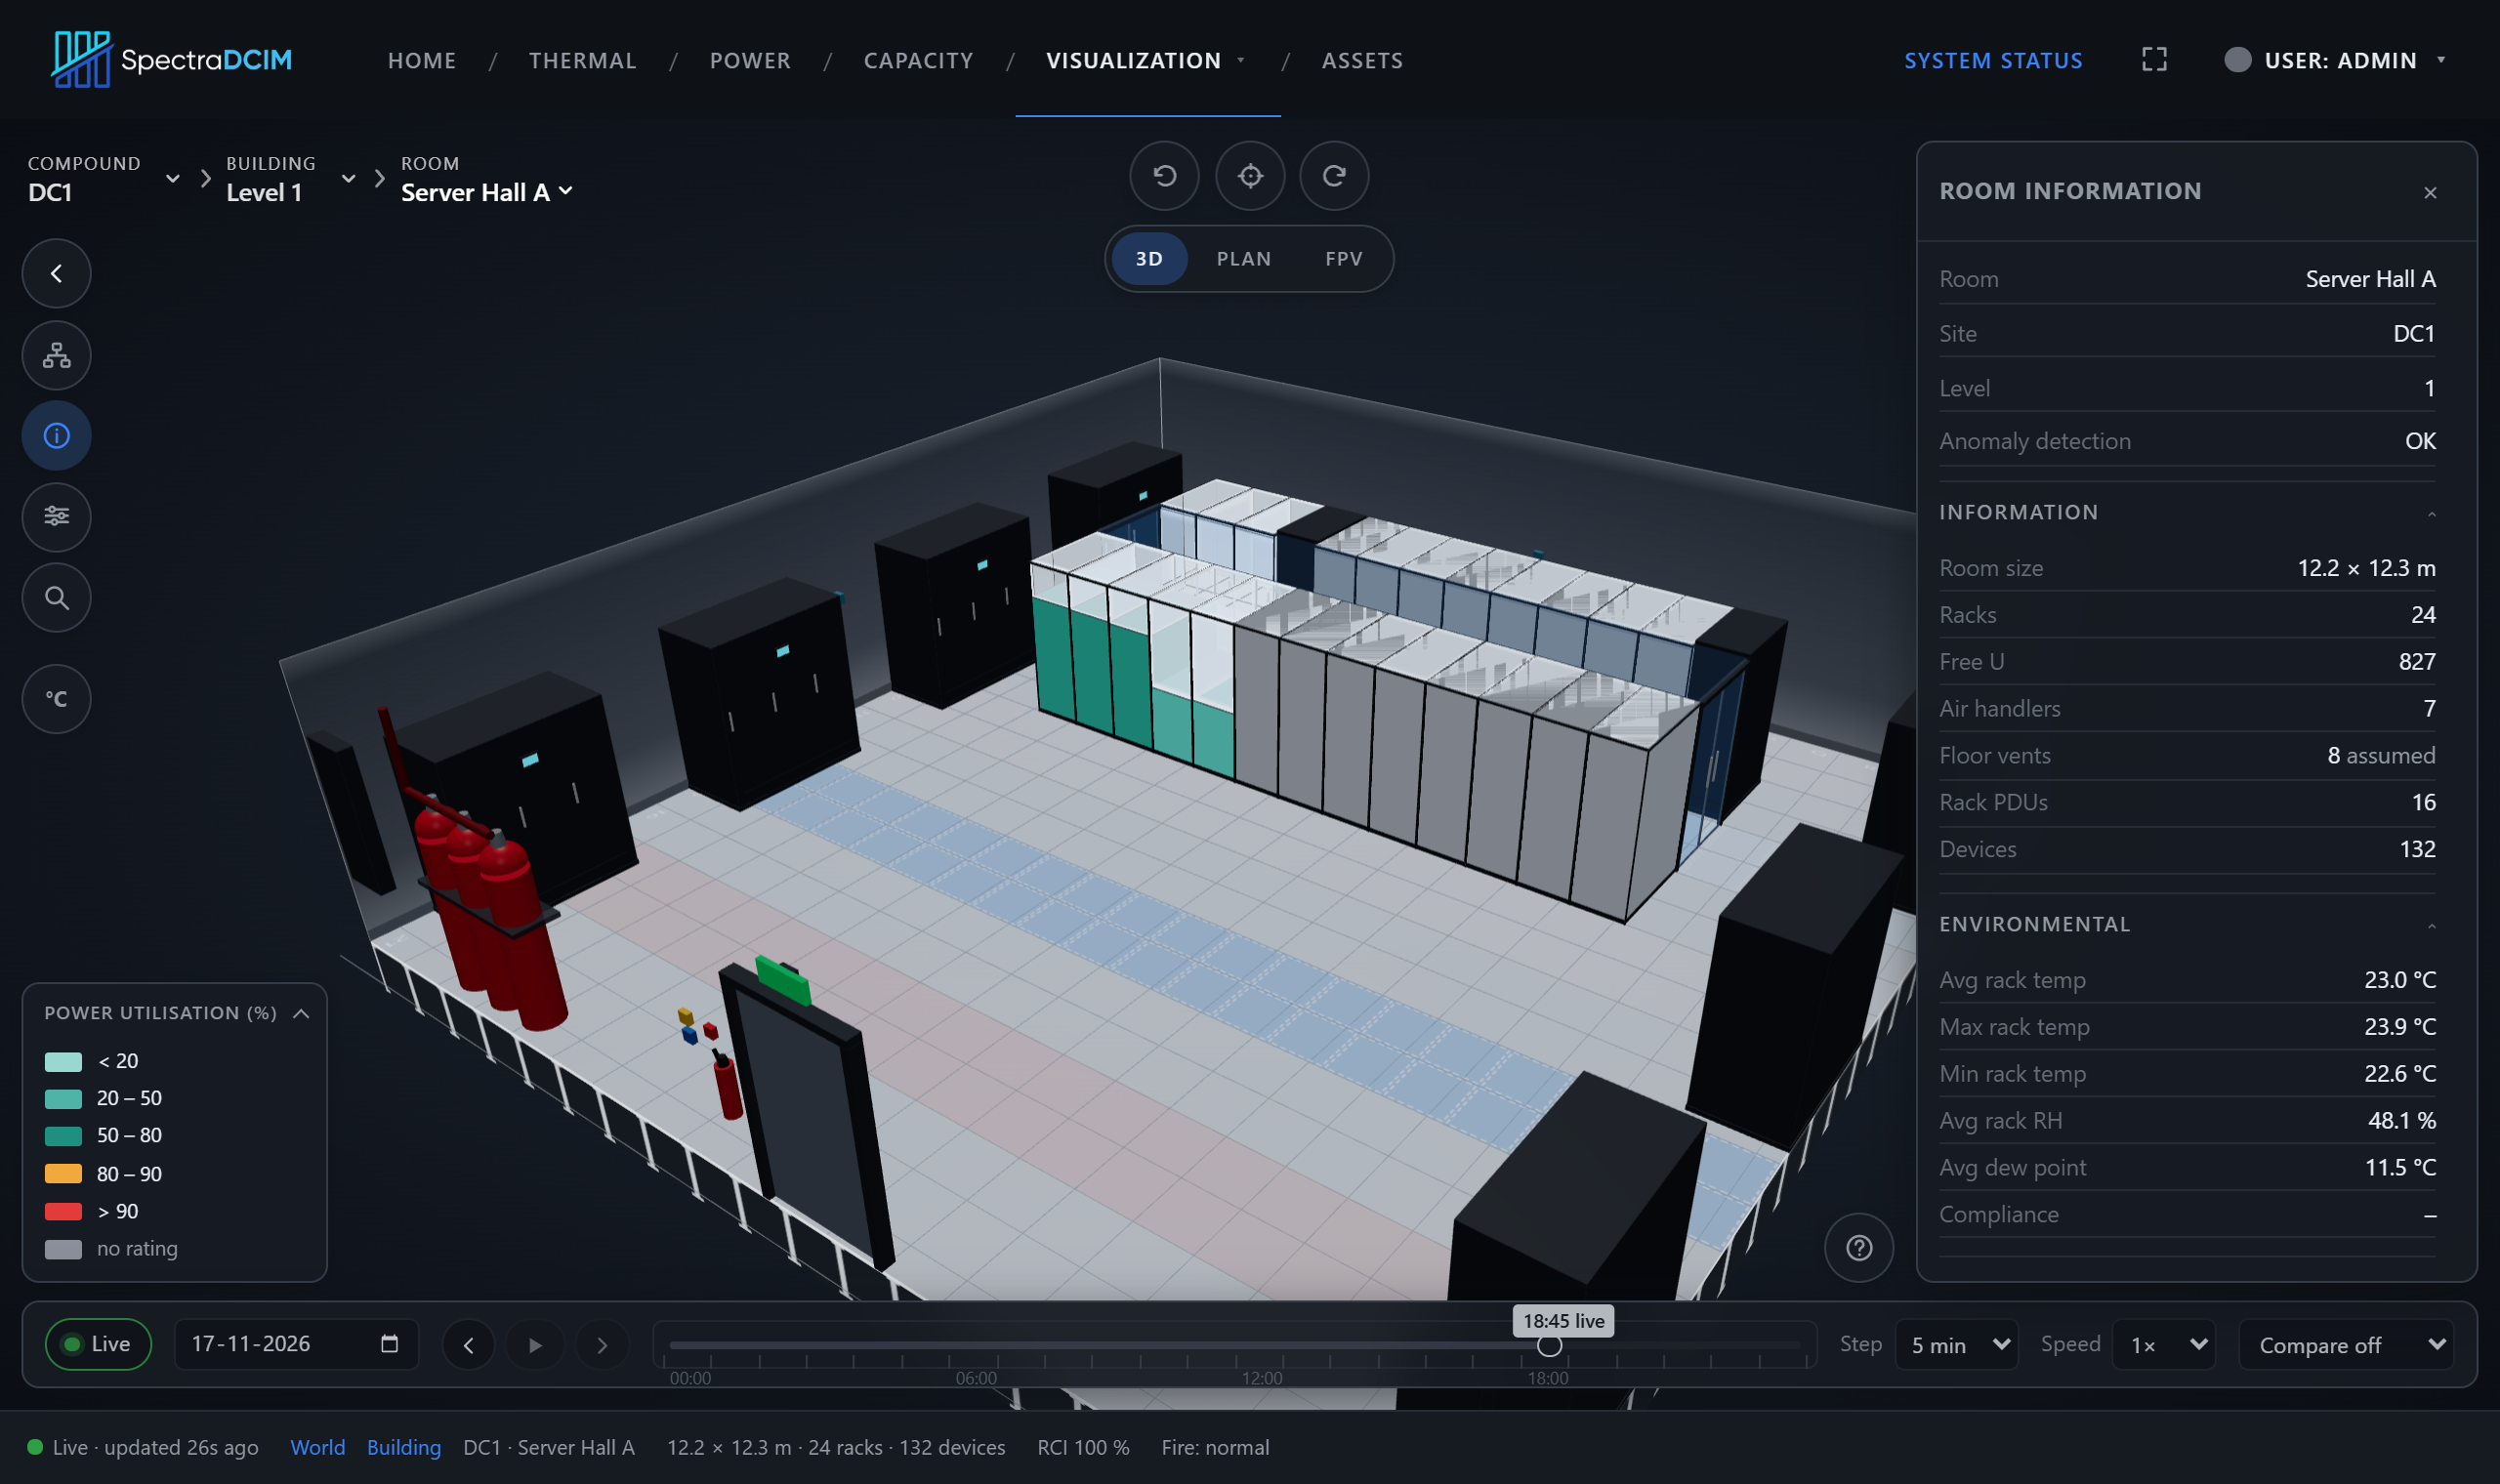 SpectraDCIM
HOME / THERMAL / POWER / CAPACITY / VISUALIZATION / ASSETS
SYSTEM STATUS
USER: ADMIN
COMPOUND
DC1
BUILDING
Level 1
ROOM
Server Hall A
3D PLAN FPV
°C
POWER UTILISATION (%)
< 20
20 – 50
50 – 80
80 – 90
> 90
no rating
ROOM INFORMATION
Room Server Hall A
Site DC1
Level 1
Anomaly detection OK
INFORMATION
Room size 12.2 × 12.3 m
Racks 24
Free U 827
Air handlers 7
Floor vents 8 assumed
Rack PDUs 16
Devices 132
ENVIRONMENTAL
Avg rack temp 23.0 °C
Max rack temp 23.9 °C
Min rack temp 22.6 °C
Avg rack RH 48.1 %
Avg dew point 11.5 °C
Compliance –
Live
17-11-2026
18:45 live
00:00 06:00 12:00 18:00
Step 5 min
Speed 1×
Compare off
Live · updated 26s ago World Building DC1 · Server Hall A 12.2 × 12.3 m · 24 racks · 132 devices RCI 100 % Fire: normal